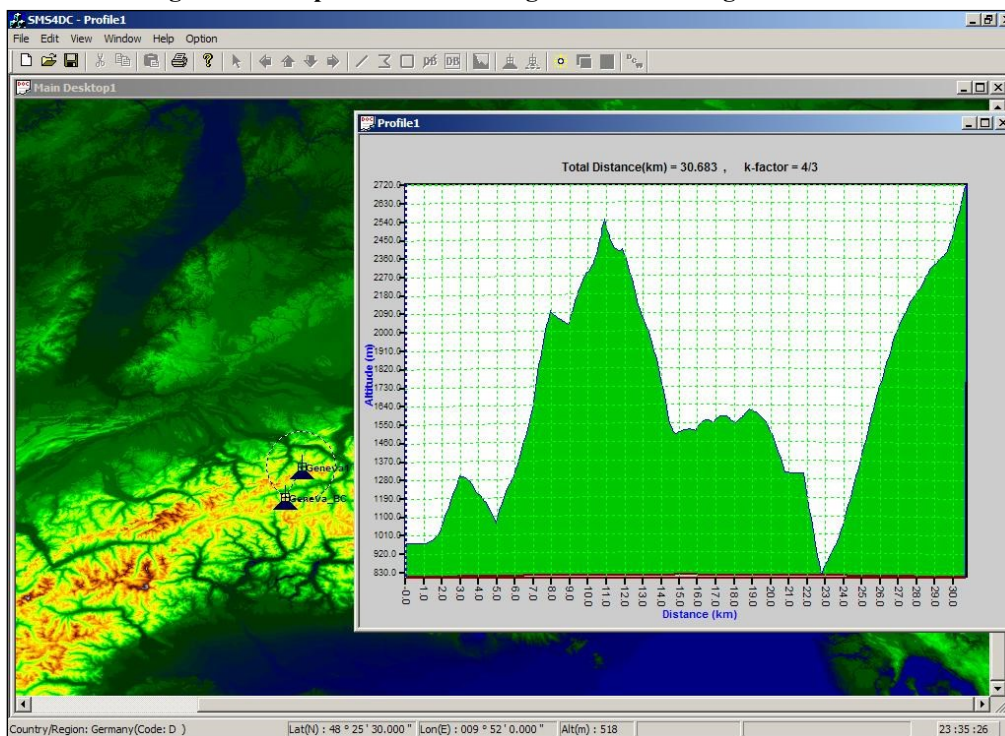 SMS4DC - Profile1
File Edit View Window Help Option
Main Desktop1
Profile1
Total Distance(km) = 30.683 , k-factor = 4/3
Altitude (m)
2720.0
2630.0
2540.0
2450.0
2360.0
2270.0
2180.0
2090.0
2000.0
1910.0
1820.0
1730.0
1640.0
1550.0
1460.0
1370.0
1280.0
1190.0
1100.0
1010.0
920.0
830.0
-0.0 1.0 2.0 3.0 4.0 5.0 6.0 7.0 8.0 9.0 10.0 11.0 12.0 13.0 14.0 15.0 16.0 17.0 18.0 19.0 20.0 21.0 22.0 23.0 24.0 25.0 26.0 27.0 28.0 29.0 30.0
Distance (km)
Geneva
Geneva_BC
Country/Region: Germany(Code: D ) Lat(N) : 48 ° 25 ' 30.000 " Lon(E) : 009 ° 52 ' 0.000 " Alt(m) : 518 23 :35 :26